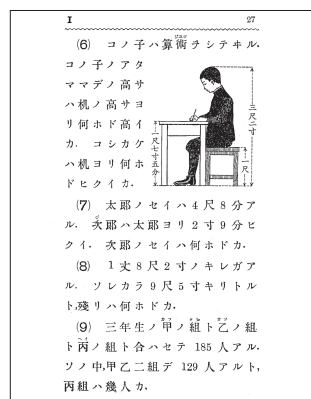 I 27
(6) コノ子ハ算術ヲシテヰル.
コノ子ノアタ
ママデノ高サ
ハ机ノ高サヨ
リ何ホド高イ
カ. コシカケ
ハ机ヨリ何ホ
ドヒクイカ.
三尺二寸
一尺七寸五分
一尺
(7) 太郎ノセイハ4尺8分ア
ル. 次郎ハ太郎ヨリ2寸9分ヒ
クイ. 次郎ノセイハ何ホドカ.
(8) 1丈8尺2寸ノキレガア
ル. ソレカラ9尺5寸キリトル
ト,残リハ何ホドカ.
(9) 三年生ノ甲ノ組ト乙ノ組
ト丙ノ組ト合ハセテ185人アル.
ソノ中,甲乙二組デ129人アルト,
丙組ハ幾人カ.